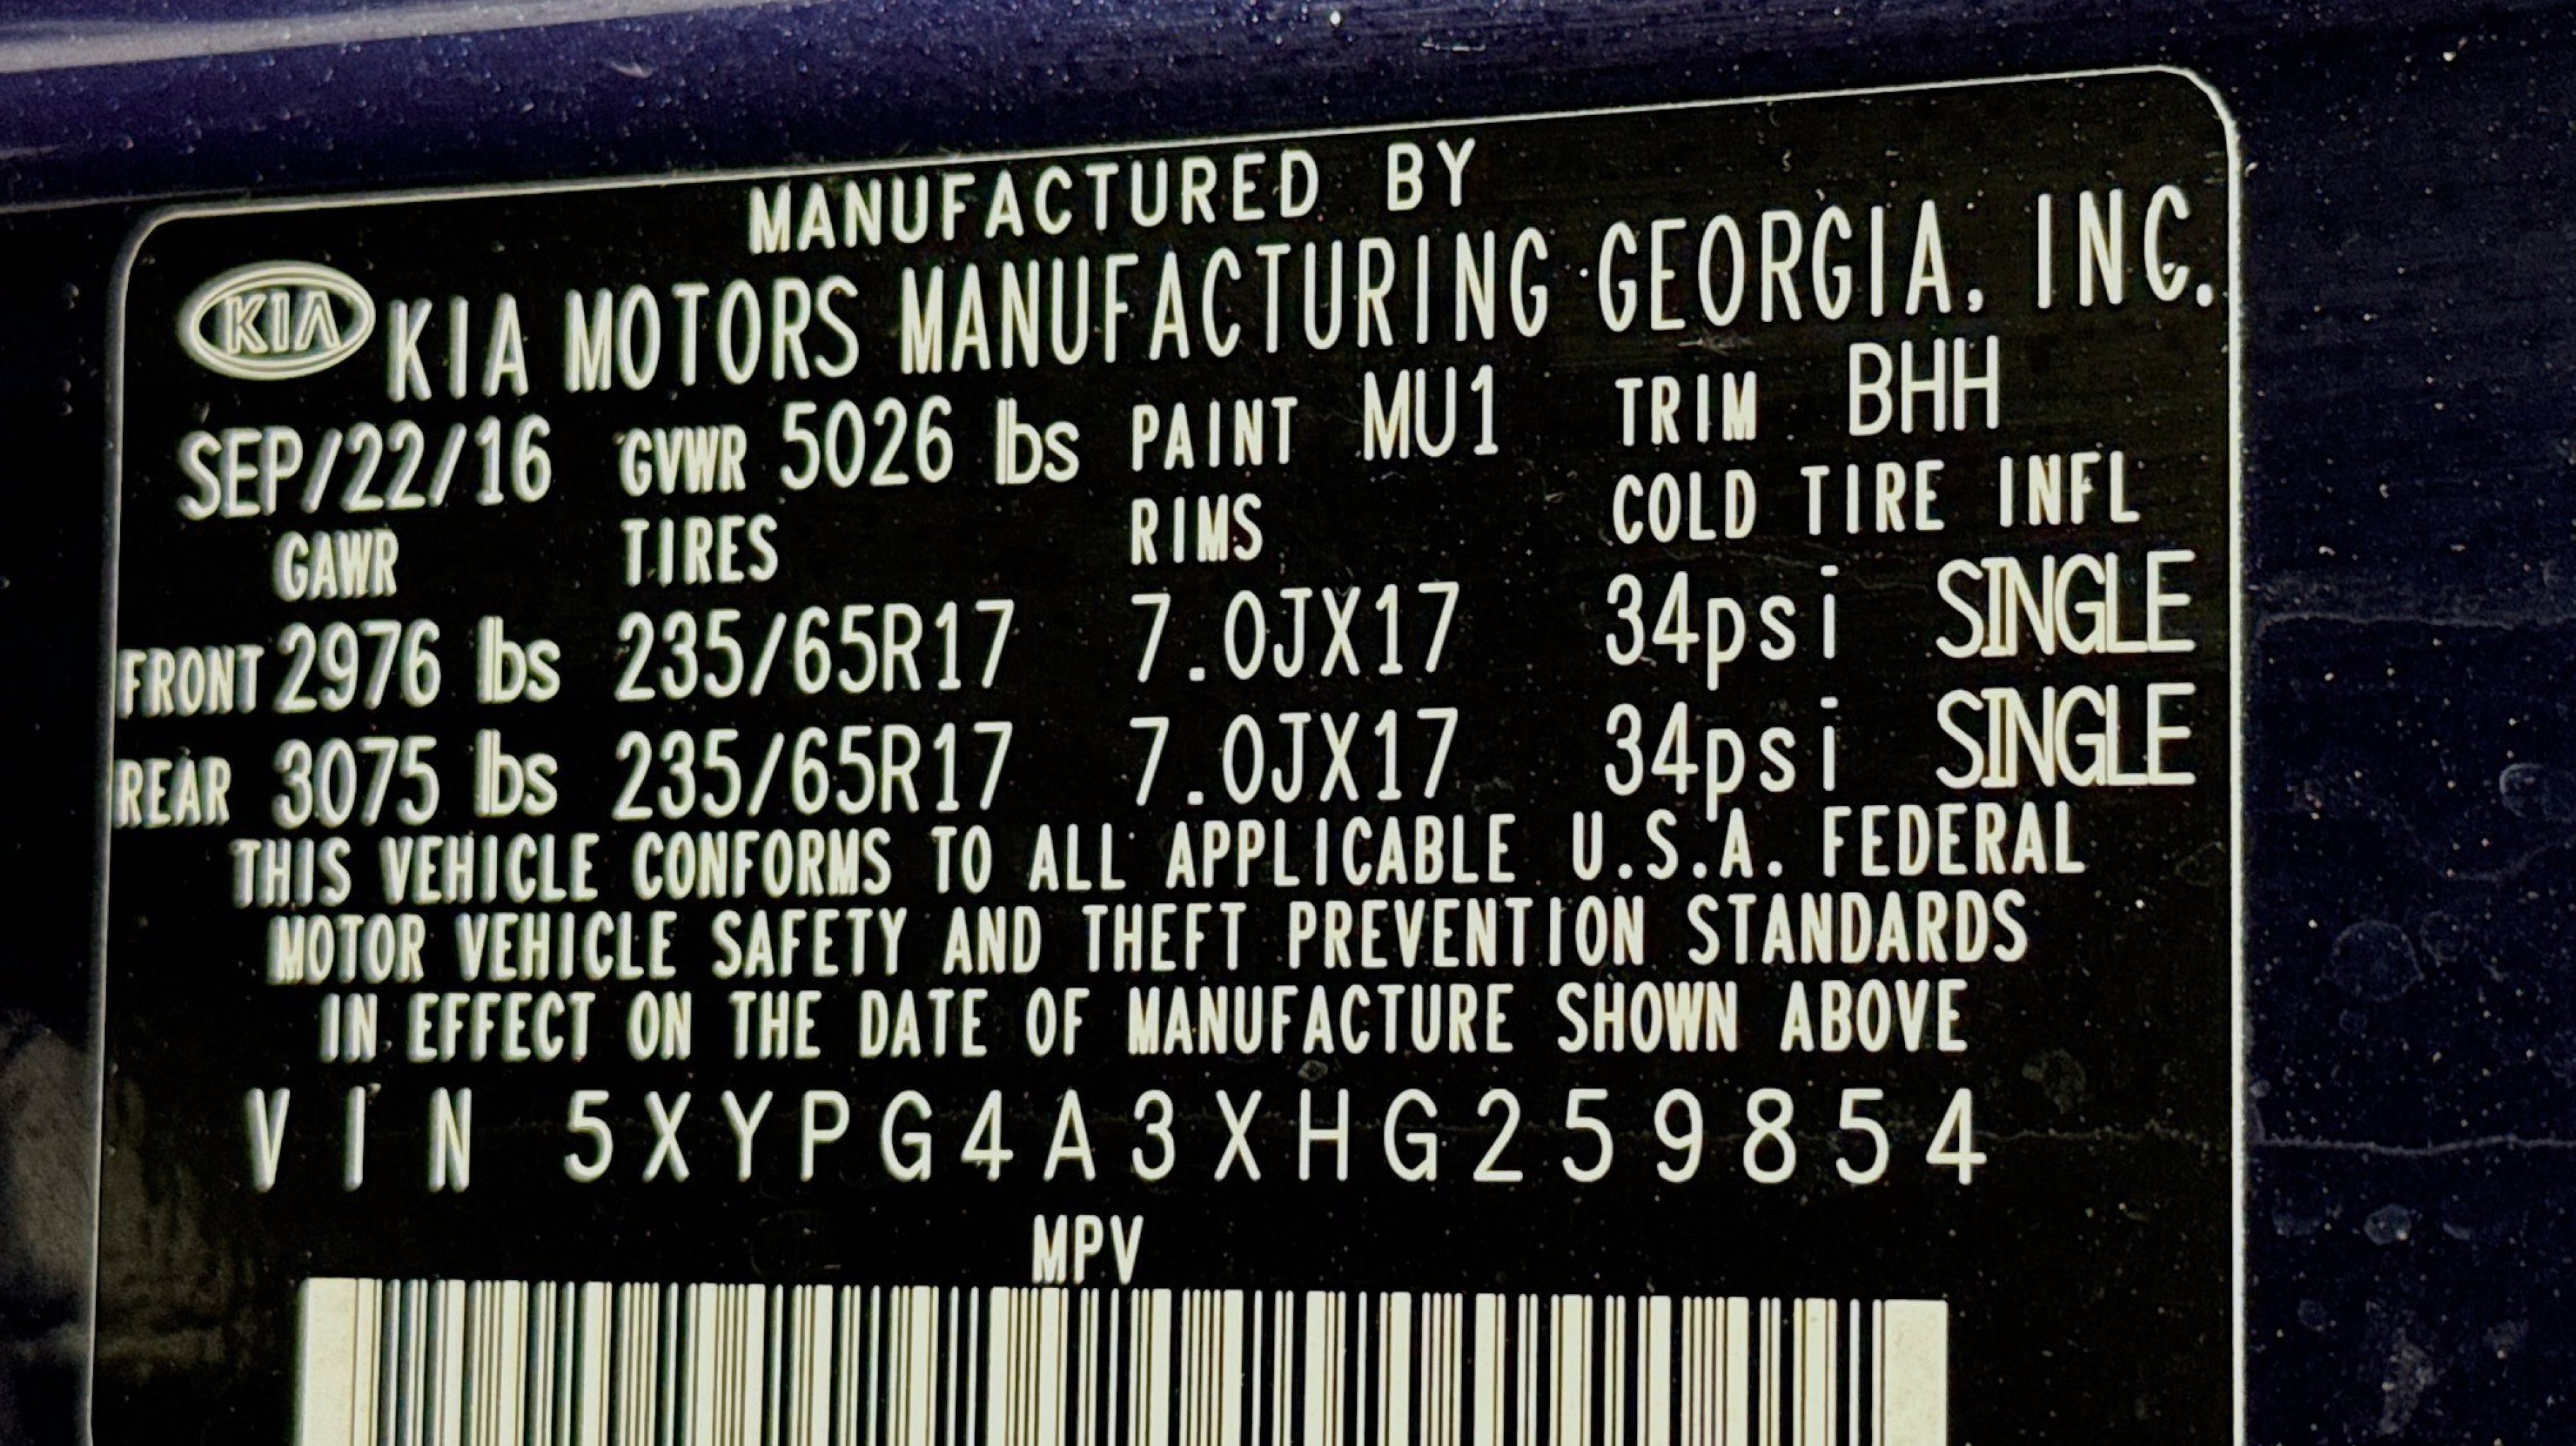 MANUFACTURED BY
KIA KIA MOTORS MANUFACTURING GEORGIA, INC.
SEP/22/16 GVWR 5026 lbs PAINT MU1 TRIM BHH
GAWR TIRES RIMS COLD TIRE INFL
FRONT 2976 lbs 235/65R17 7.0JX17 34psi SINGLE
REAR 3075 lbs 235/65R17 7.0JX17 34psi SINGLE
THIS VEHICLE CONFORMS TO ALL APPLICABLE U.S.A. FEDERAL
MOTOR VEHICLE SAFETY AND THEFT PREVENTION STANDARDS
IN EFFECT ON THE DATE OF MANUFACTURE SHOWN ABOVE
VIN 5XYPG4A3XHG259854
MPV